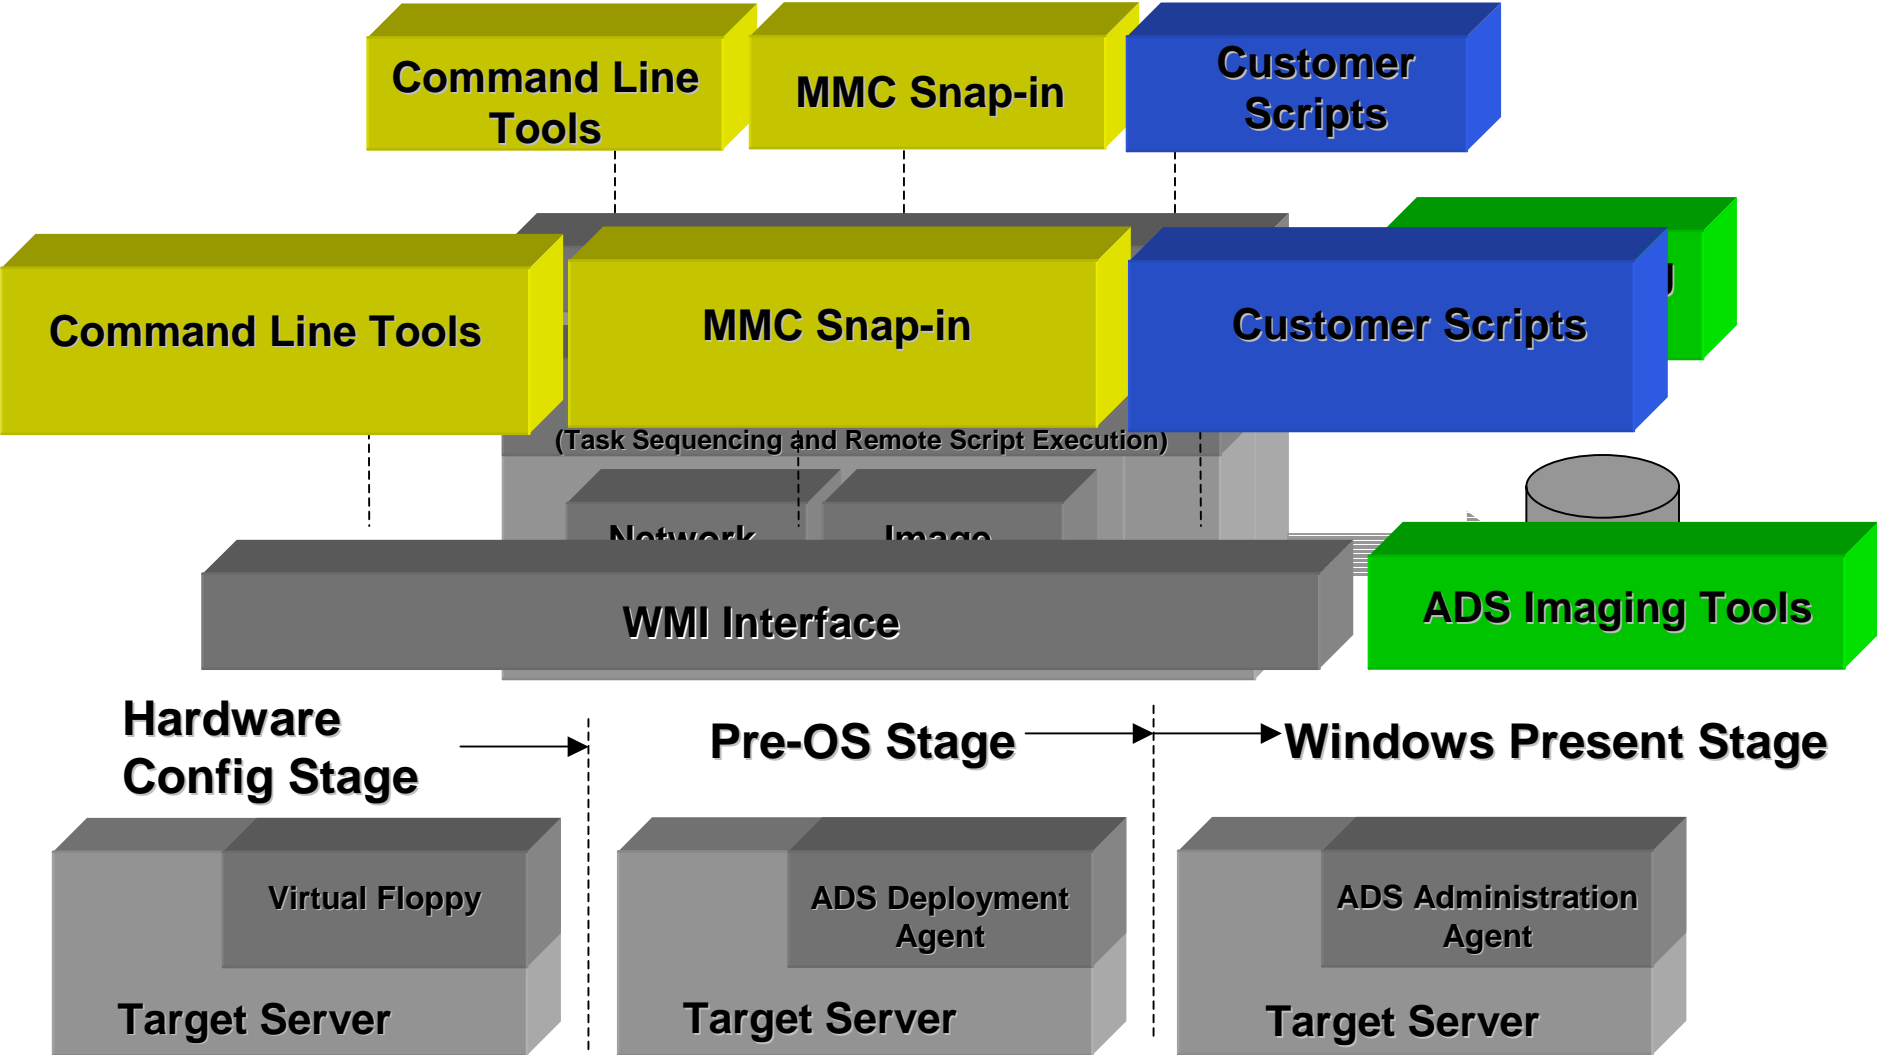 Command Line
Tools
MMC Snap-in
Customer
Scripts
Command Line Tools
MMC Snap-in
Customer Scripts
(Task Sequencing and Remote Script Execution)
Network
Image
WMI Interface
ADS Imaging Tools
Hardware
Config Stage
Pre-OS Stage
Windows Present Stage
Virtual Floppy
Target Server
ADS Deployment
Agent
Target Server
ADS Administration
Agent
Target Server